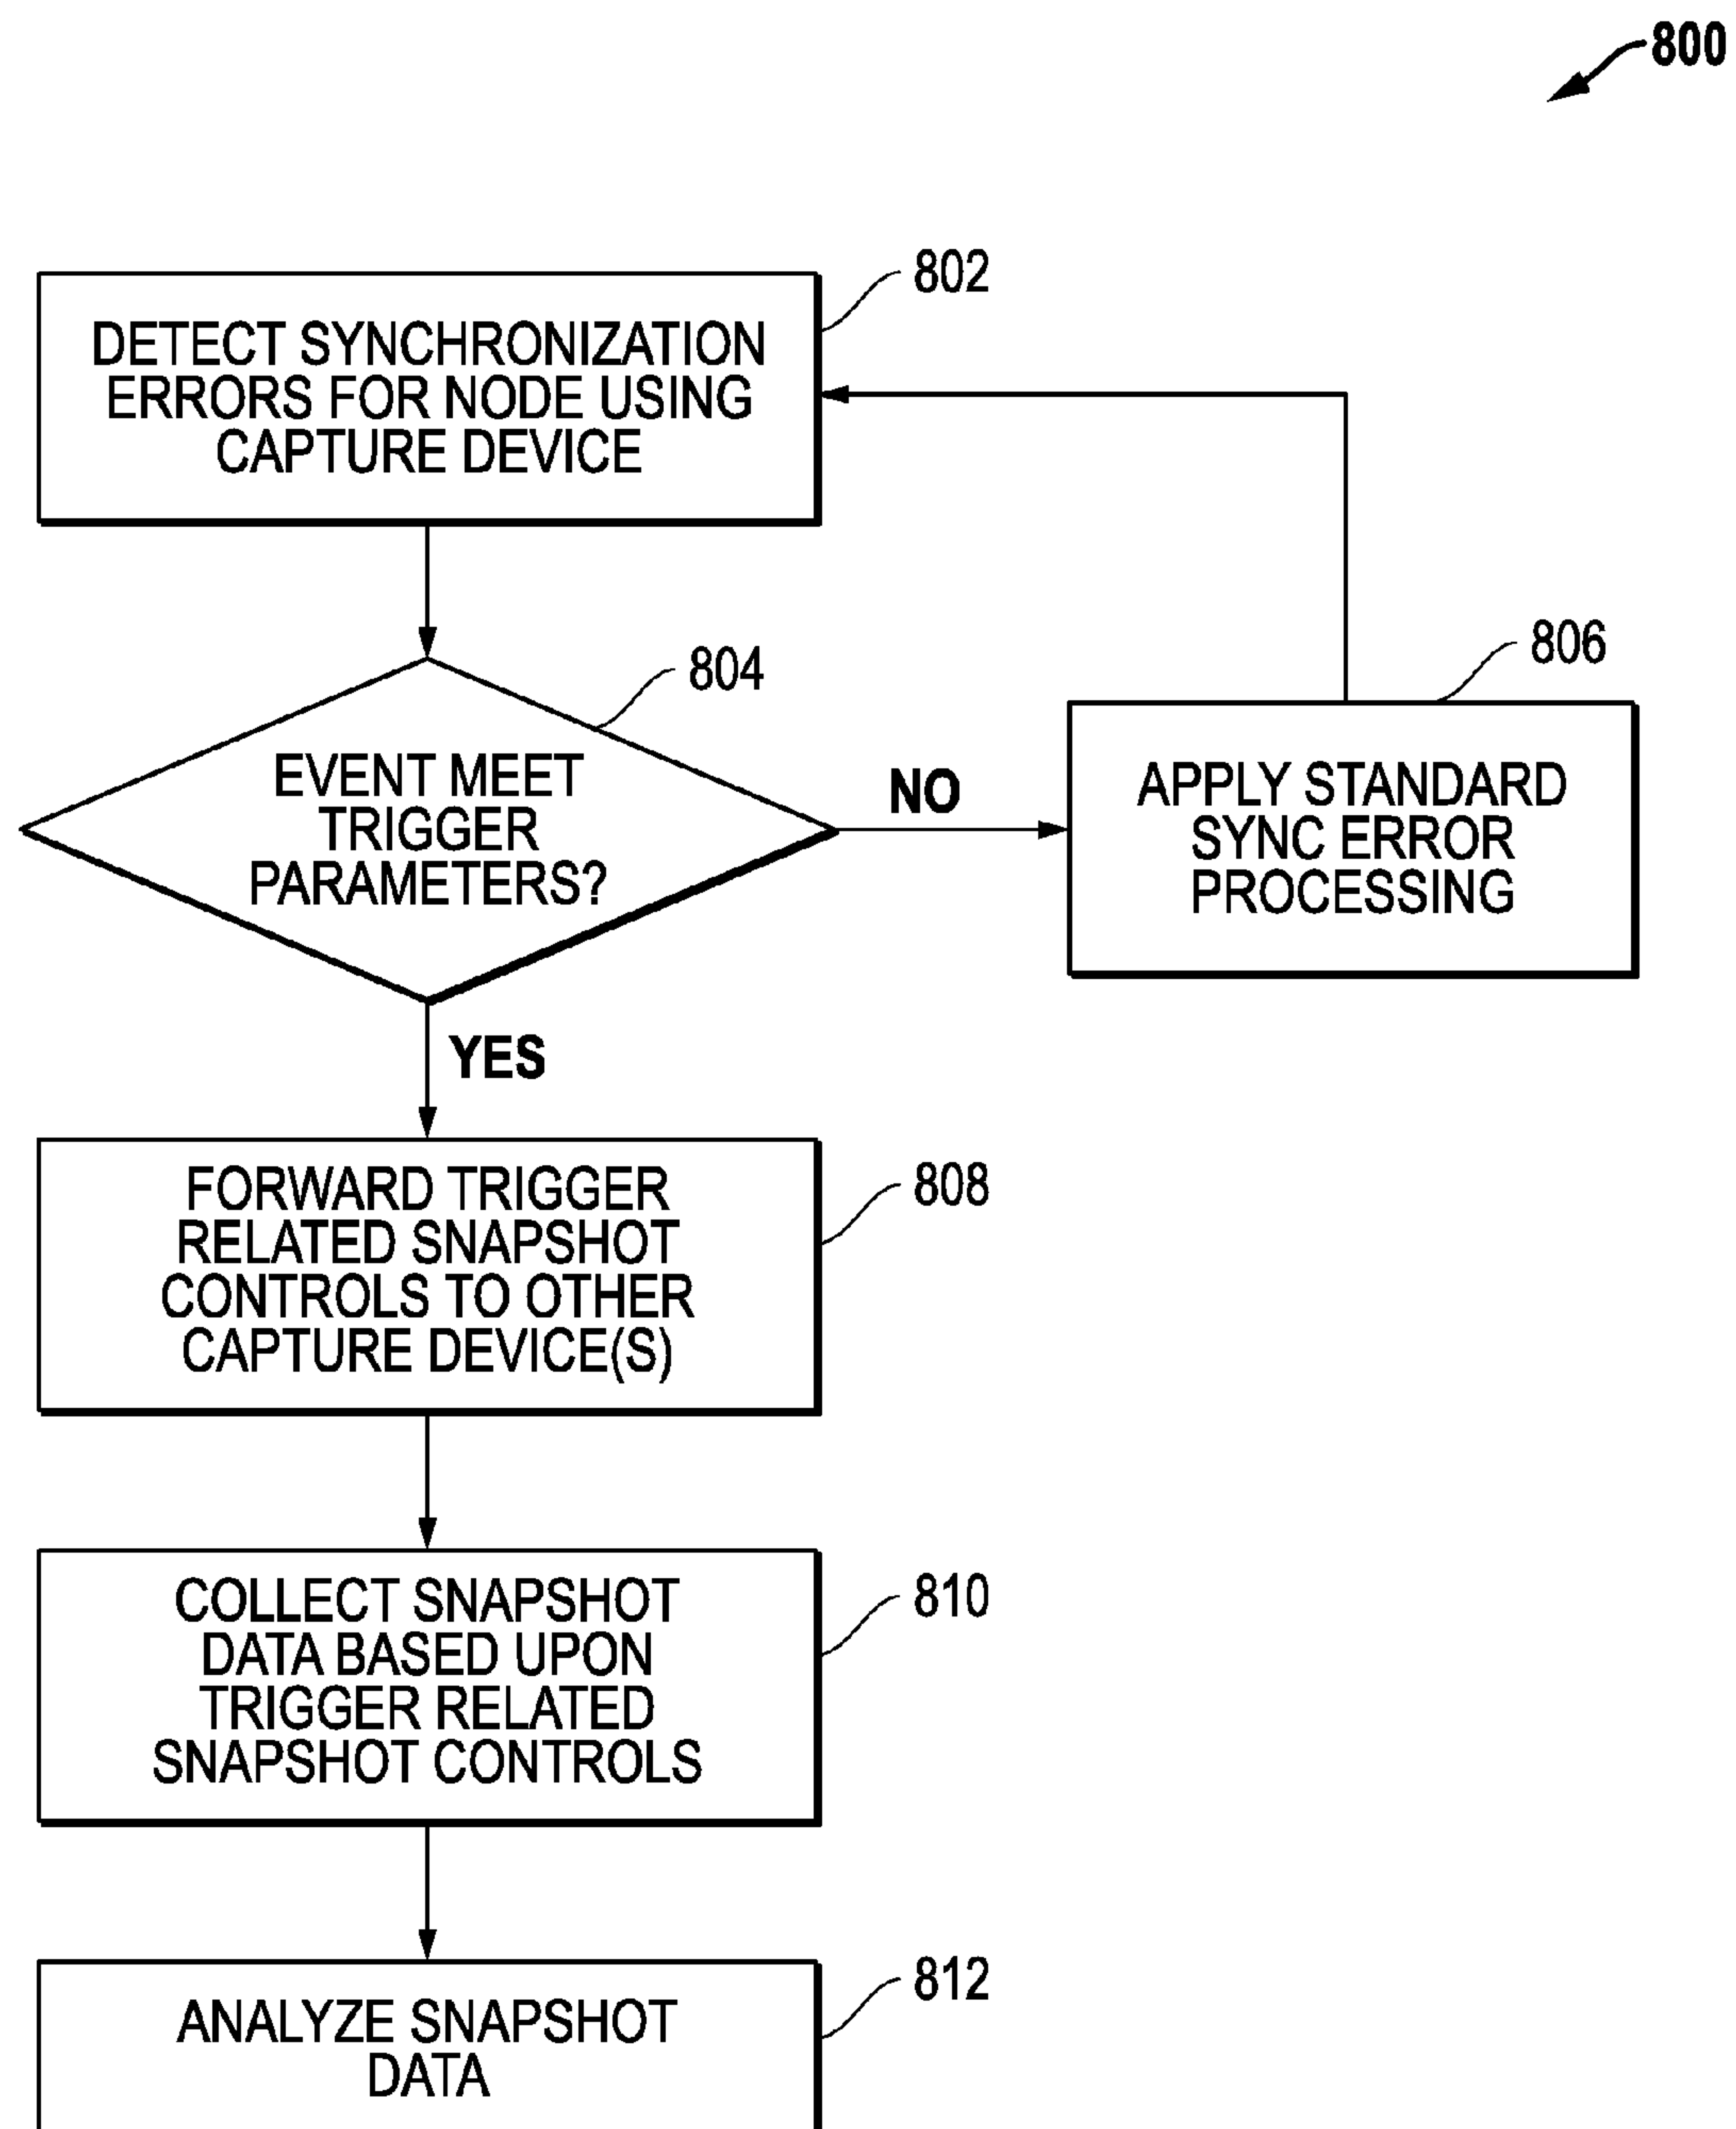 800
802
DETECT SYNCHRONIZATION
ERRORS FOR NODE USING
CAPTURE DEVICE
804
EVENT MEET
TRIGGER
PARAMETERS?
NO
806
APPLY STANDARD
SYNC ERROR
PROCESSING
YES
808
FORWARD TRIGGER
RELATED SNAPSHOT
CONTROLS TO OTHER
CAPTURE DEVICE(S)
810
COLLECT SNAPSHOT
DATA BASED UPON
TRIGGER RELATED
SNAPSHOT CONTROLS
812
ANALYZE SNAPSHOT
DATA